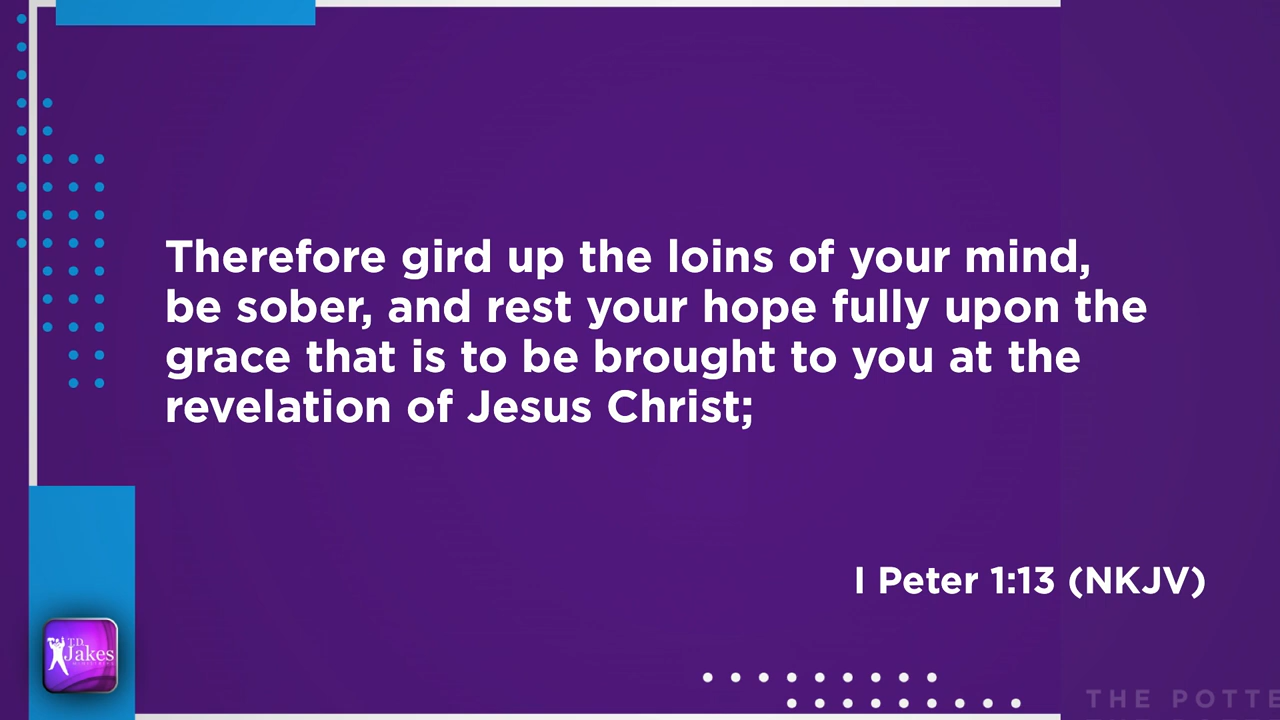 Therefore gird up the loins of your mind,
be sober, and rest your hope fully upon the
grace that is to be brought to you at the
revelation of Jesus Christ;
I Peter 1:13 (NKJV)
T.D.
Jakes
MINISTRIES
THE POTTE